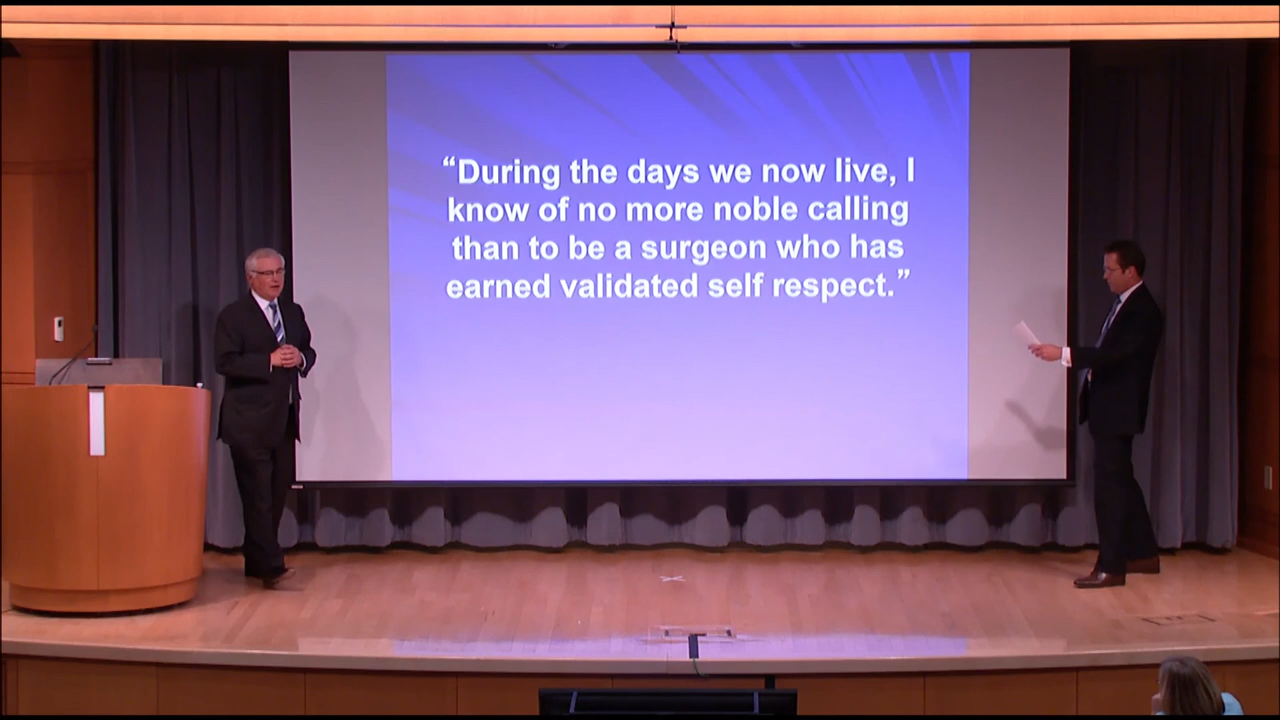 “During the days we now live, I
know of no more noble calling
than to be a surgeon who has
earned validated self respect.”